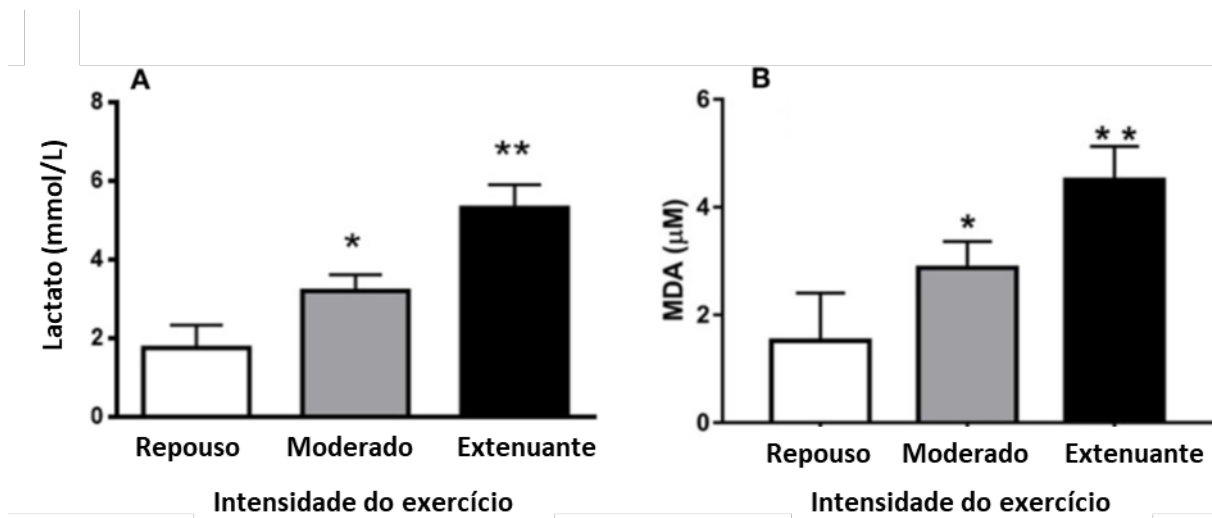 A
Lactato (mmol/L)
8
6
4
2
0
*
**
Repouso Moderado Extenuante
Intensidade do exercício
B
MDA (µM)
6
4
2
0
*
**
Repouso Moderado Extenuante
Intensidade do exercício